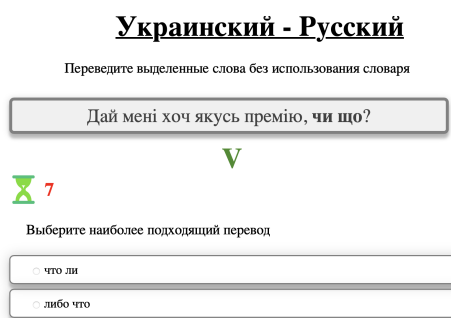 Украинский - Русский
Переведите выделенные слова без использования словаря
Дай мені хоч якусь премію, чи що?
V
7
Выберите наиболее подходящий перевод
что ли
либо что